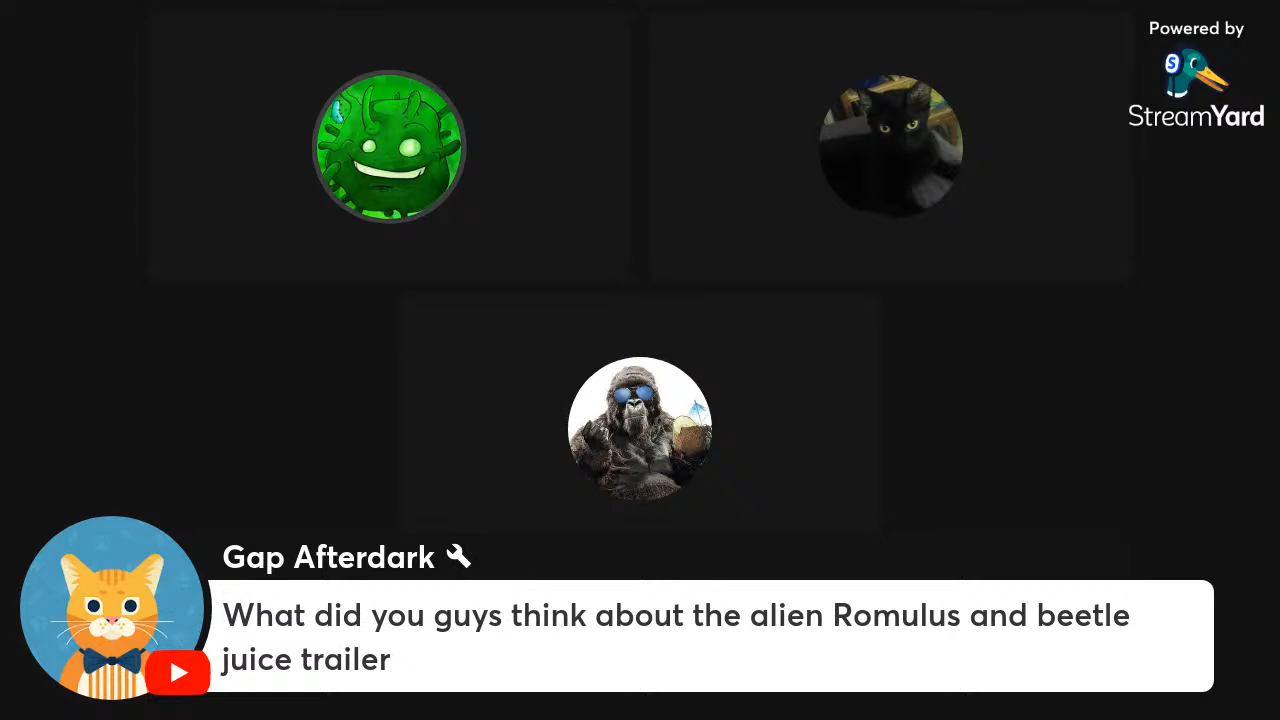 Powered by
S
StreamYard
Gap Afterdark
What did you guys think about the alien Romulus and beetle
juice trailer